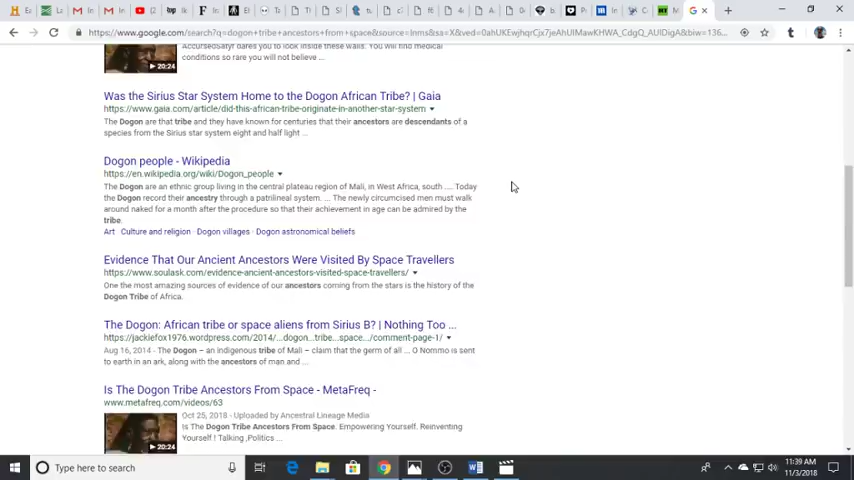 https://www.google.com/search?q=dogon+tribe+ancestors+from+space&source=lnms&sa=X&ved=0ahUKEwjhqrCjx7jeAhUIMawKHWA_CdgQ_AUIDigA&biw=136...
AccursedSatyr dares you to look inside these walls. You will find medical
conditions so rare you will not believe ...
20:24
Was the Sirius Star System Home to the Dogon African Tribe? | Gaia
https://www.gaia.com/article/did-this-african-tribe-originate-in-another-star-system
The Dogon are that tribe and they have known for centuries that their ancestors are descendants of a
species from the Sirius star system eight and half light ...
Dogon people - Wikipedia
https://en.wikipedia.org/wiki/Dogon_people
The Dogon are an ethnic group living in the central plateau region of Mali, in West Africa, south .... Today
the Dogon record their ancestry through a patrilineal system. ... The newly circumcised men must walk
around naked for a month after the procedure so that their achievement in age can be admired by the
tribe.
Art Culture and religion · Dogon villages · Dogon astronomical beliefs
Evidence That Our Ancient Ancestors Were Visited By Space Travellers
https://www.soulask.com/evidence-ancient-ancestors-visited-space-travellers/
One the most amazing sources of evidence of our ancestors coming from the stars is the history of the
Dogon Tribe of Africa.
The Dogon: African tribe or space aliens from Sirius B? | Nothing Too ...
https://jackiefox1976.wordpress.com/2014/...dogon...tribe...space.../comment-page-1/
Aug 16, 2014 - The Dogon – an indigenous tribe of Mali – claim that the germ of all ... O Nommo is sent
to earth in an ark, along with the ancestors of man and ...
Is The Dogon Tribe Ancestors From Space - MetaFreq -
www.metafreq.com/videos/63
Oct 25, 2018 - Uploaded by Ancestral Lineage Media
Is The Dogon Tribe Ancestors From Space. Empowering Yourself. Reinventing
Yourself ! Talking ,Politics ...
20:24
Type here to search
11:39 AM
11/3/2018